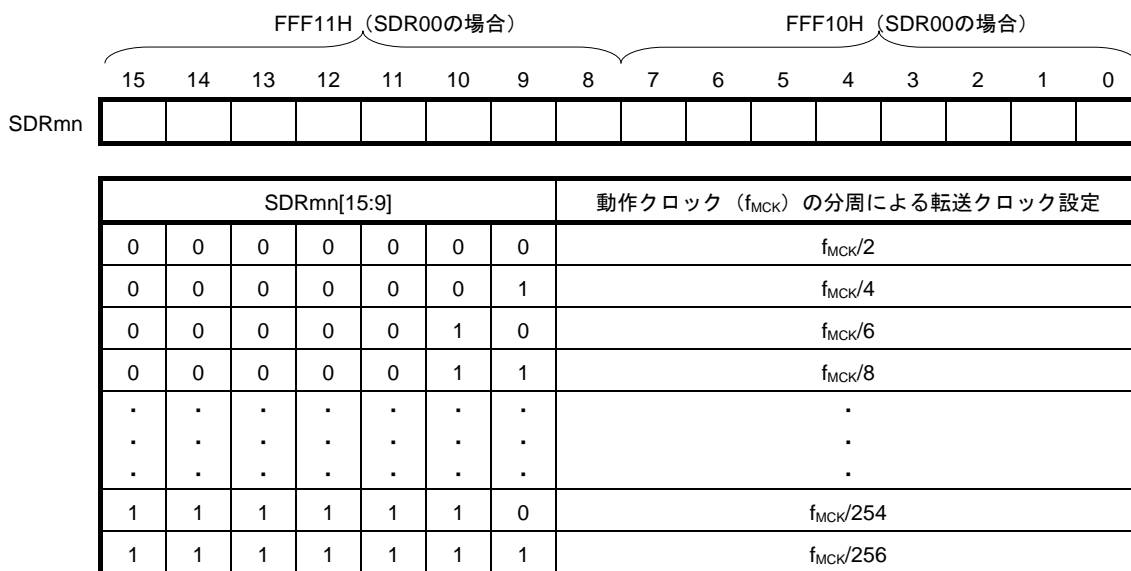 FFF11H（SDR00の場合） FFF10H（SDR00の場合）
15 14 13 12 11 10 9 8 7 6 5 4 3 2 1 0
SDRmn
SDRmn[15:9] 動作クロック（fMCK）の分周による転送クロック設定
0 0 0 0 0 0 0 fMCK/2
0 0 0 0 0 0 1 fMCK/4
0 0 0 0 0 1 0 fMCK/6
0 0 0 0 0 1 1 fMCK/8
・ ・ ・ ・ ・ ・ ・ ・
・ ・ ・ ・ ・ ・ ・ ・
・ ・ ・ ・ ・ ・ ・ ・
1 1 1 1 1 1 0 fMCK/254
1 1 1 1 1 1 1 fMCK/256